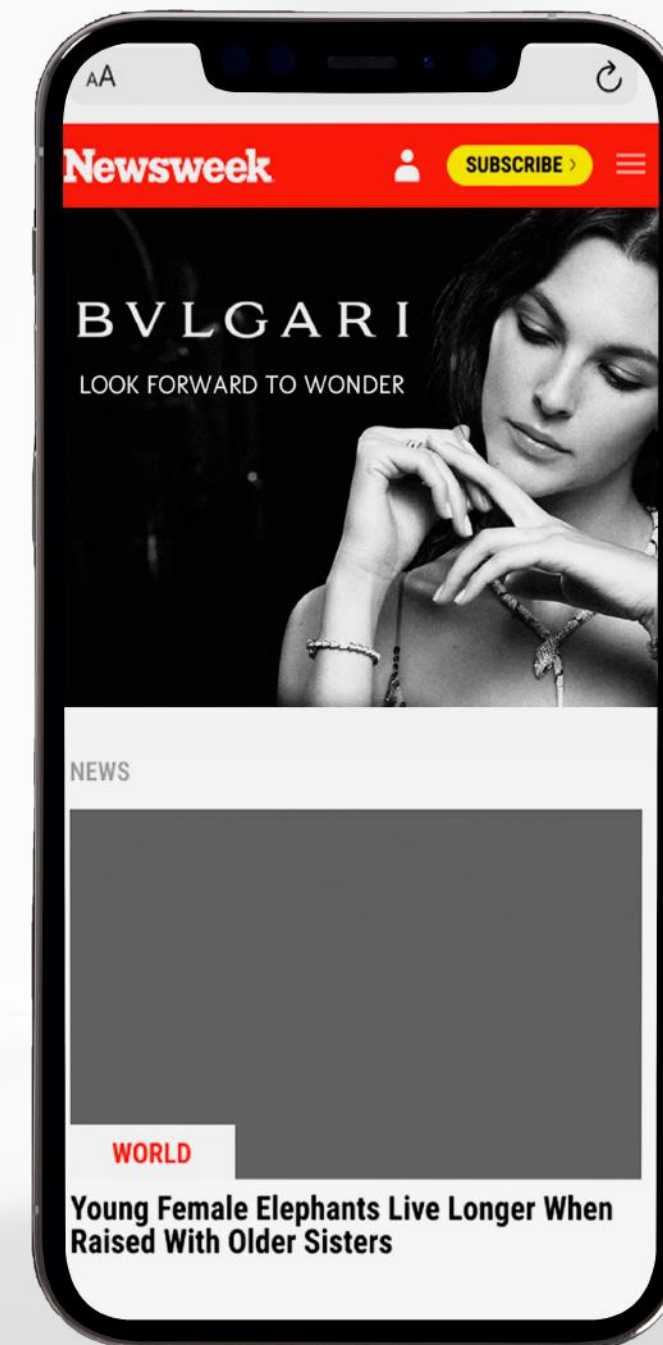 AA
Newsweek
SUBSCRIBE >
BVLGARI
LOOK FORWARD TO WONDER
NEWS
WORLD
Young Female Elephants Live Longer When
Raised With Older Sisters